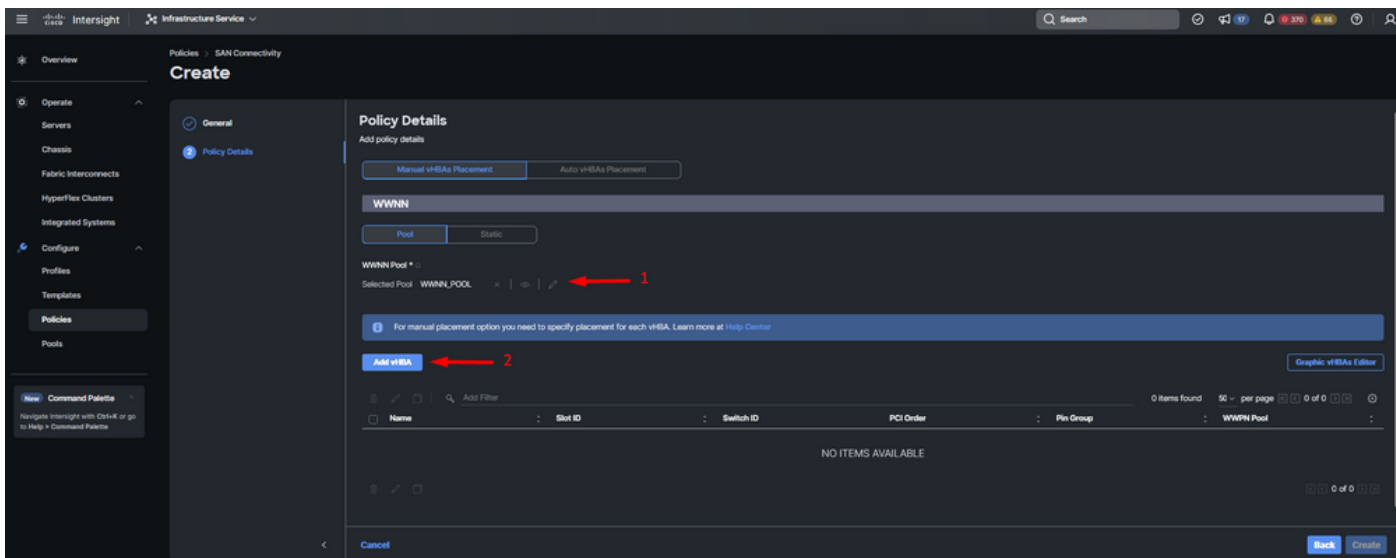 cisco Intersight
Infrastructure Service
Search
17
370
66
Overview
Operate
Servers
Chassis
Fabric Interconnects
HyperFlex Clusters
Integrated Systems
Configure
Profiles
Templates
Policies
Pools
New Command Palette
Navigate Intersight with Ctrl+K or go
to Help > Command Palette
Policies > SAN Connectivity
Create
General
2 Policy Details
Policy Details
Add policy details
Manual vHBAs Placement
Auto vHBAs Placement
WWNN
Pool
Static
WWNN Pool *
Selected Pool WWNN_POOL
1
For manual placement option you need to specify placement for each vHBA. Learn more at Help Center
Add vHBA
2
Graphic vHBAs Editor
Add Filter
0 items found
50 per page
0 of 0
Name
Slot ID
Switch ID
PCI Order
Pin Group
WWPN Pool
NO ITEMS AVAILABLE
0 of 0
Cancel
Back
Create